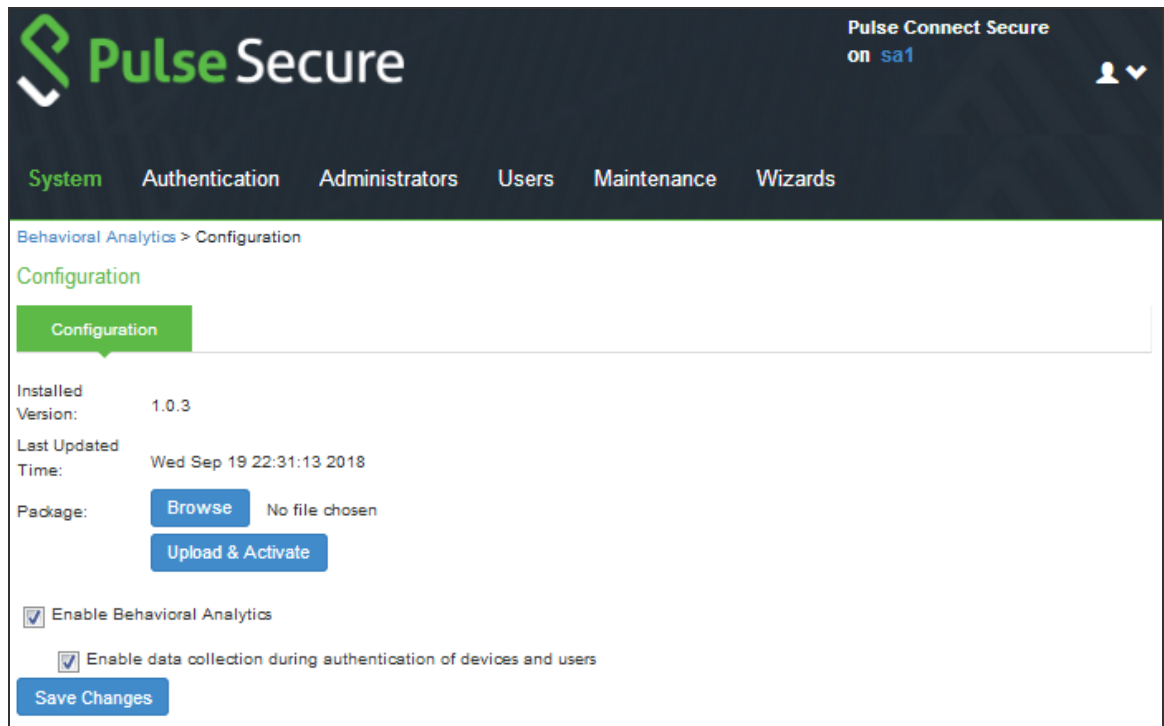 Pulse Secure
Pulse Connect Secure
on sa1
System Authentication Administrators Users Maintenance Wizards
Behavioral Analytics > Configuration
Configuration
Configuration
Installed
Version:
1.0.3
Last Updated
Time:
Wed Sep 19 22:31:13 2018
Package:
Browse No file chosen
Upload & Activate
Enable Behavioral Analytics
Enable data collection during authentication of devices and users
Save Changes